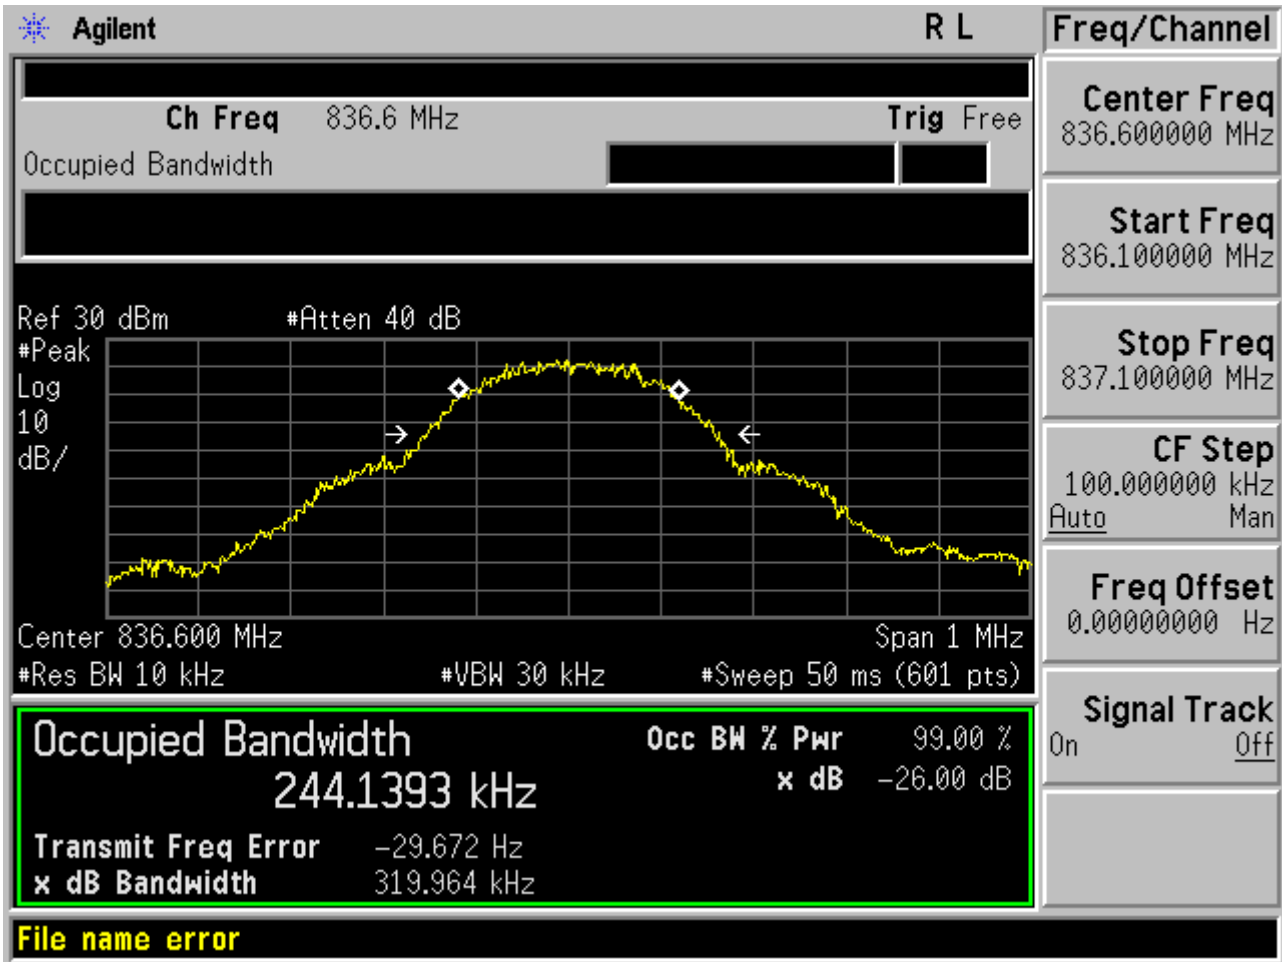 Agilent
R L
Freq/Channel
Ch Freq 836.6 MHz
Trig Free
Occupied Bandwidth
Center Freq
836.600000 MHz
Start Freq
836.100000 MHz
Stop Freq
837.100000 MHz
CF Step
100.000000 kHz
Auto Man
Freq Offset
0.00000000 Hz
Signal Track
On Off
Ref 30 dBm #Atten 40 dB
#Peak
Log
10
dB/
Center 836.600 MHz Span 1 MHz
#Res BW 10 kHz #VBW 30 kHz #Sweep 50 ms (601 pts)
Occupied Bandwidth
244.1393 kHz
Occ BW % Pwr 99.00 %
x dB -26.00 dB
Transmit Freq Error -29.672 Hz
x dB Bandwidth 319.964 kHz
File name error